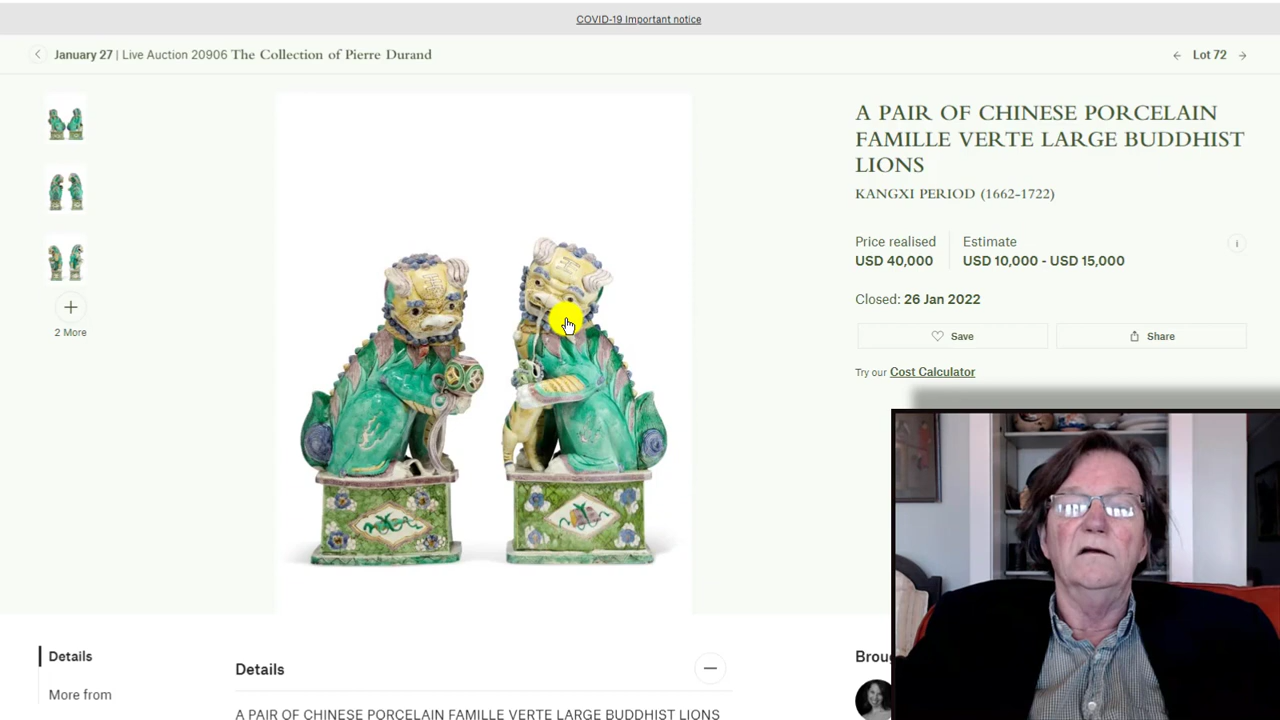 COVID-19 Important notice
January 27 | Live Auction 20906 The Collection of Pierre Durand
Lot 72
2 More
A PAIR OF CHINESE PORCELAIN
FAMILLE VERTE LARGE BUDDHIST
LIONS
KANGXI PERIOD (1662-1722)
Price realised
USD 40,000
Estimate
USD 10,000 - USD 15,000
i
Closed: 26 Jan 2022
Save
Share
Try our Cost Calculator
Details
More from
Details
A PAIR OF CHINESE PORCELAIN FAMILLE VERTE LARGE BUDDHIST LIONS
Broug